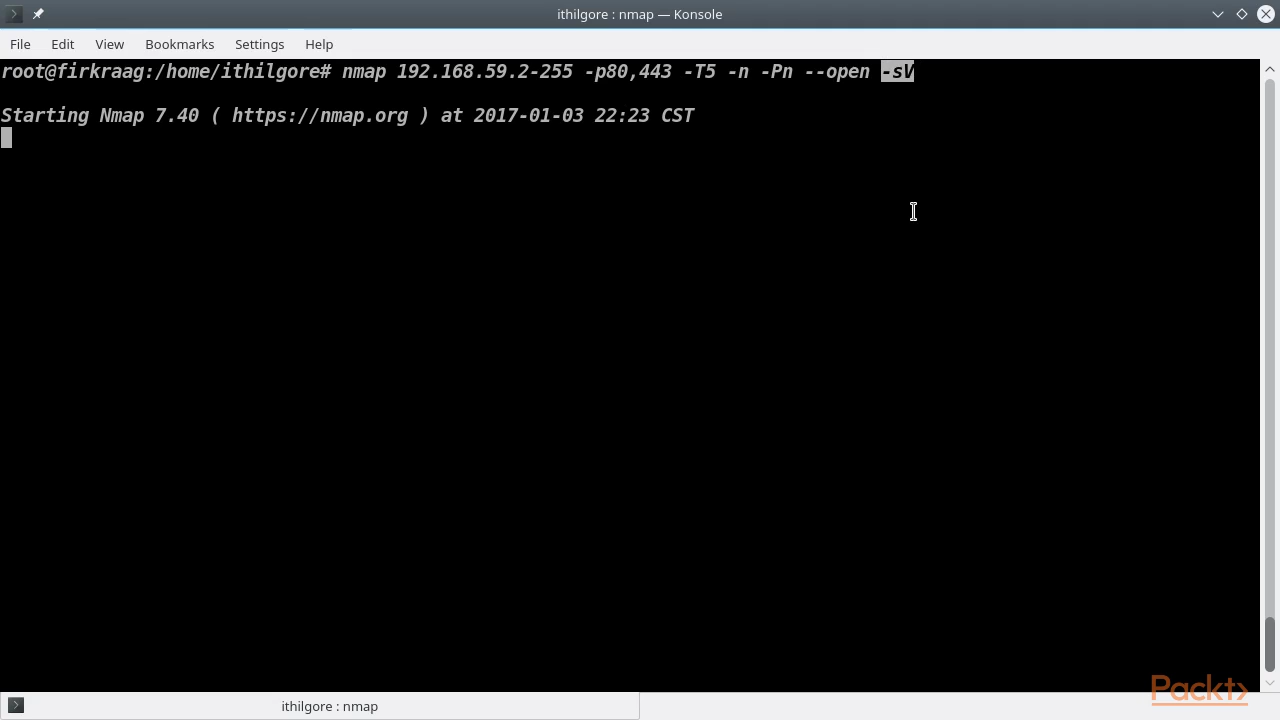 ithilgore : nmap — Konsole
File Edit View Bookmarks Settings Help
root@firkraag:/home/ithilgore# nmap 192.168.59.2-255 -p80,443 -T5 -n -Pn --open -sV
Starting Nmap 7.40 ( https://nmap.org ) at 2017-01-03 22:23 CST
Packt>
ithilgore : nmap